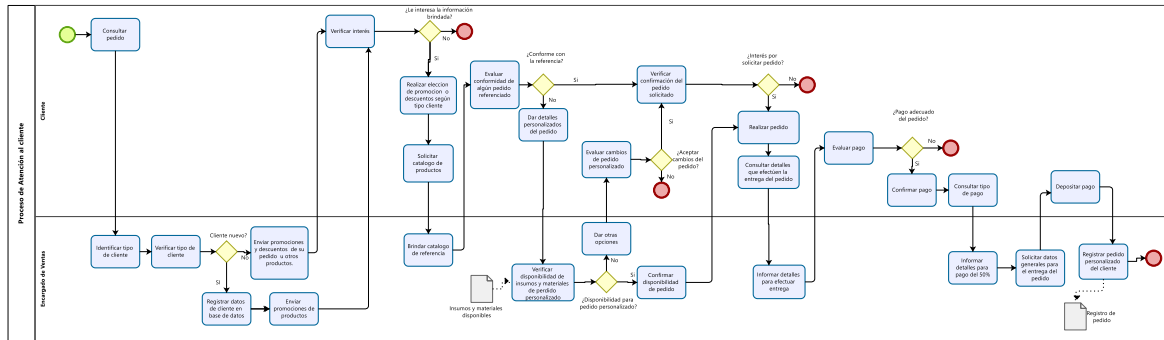 Proceso de Atención al cliente
Cliente
Encargado de Ventas
Consultar
pedido
Identificar tipo
de cliente
Verificar tipo de
cliente
Cliente nuevo?
No
SI
Enviar promociones
y descuentos de su
pedido u otros
productos.
Registrar datos
de cliente en
base de datos
Enviar
promociones de
productos
Verificar interés
¿Le interesa la información
brindada?
No
Si
Realizar eleccion
de promocion o
descuentos según
tipo cliente
Solicitar
catalogo de
productos
Brindar catalogo
de referencia
Evaluar
conformidad de
algún pedido
referenciado
¿Conforme con
la referencia?
Si
No
Dar detalles
personalizados
del pedido
Insumos y materiales
disponibles
Verificar
disponibilidad de
insumos y materiales
de perdido
personalizado
¿Disponibilidad para
pedido personalizado?
No
Si
Dar otras
opciones
Evaluar cambios
de pedido
personalizado
¿Aceptar
cambios del
pedido?
Si
No
Confirmar
disponibilidad
de pedido
Verificar
confirmación del
pedido
solicitado
¿Interés por
solicitar pedido?
No
Si
Realizar pedido
Consultar detalles
que efectúen la
entrega del pedido
Informar detalles
para efectuar
entrega
Evaluar pago
¿Pago adecuado
del pedido?
No
Si
Confirmar pago
Consultar tipo
de pago
Informar
detalles para
pago del 50%
Solicitar datos
generales para
el entrega del
pedido
Depositar pago
Registrar pedido
personalizado
del cliente
Registro de
pedido